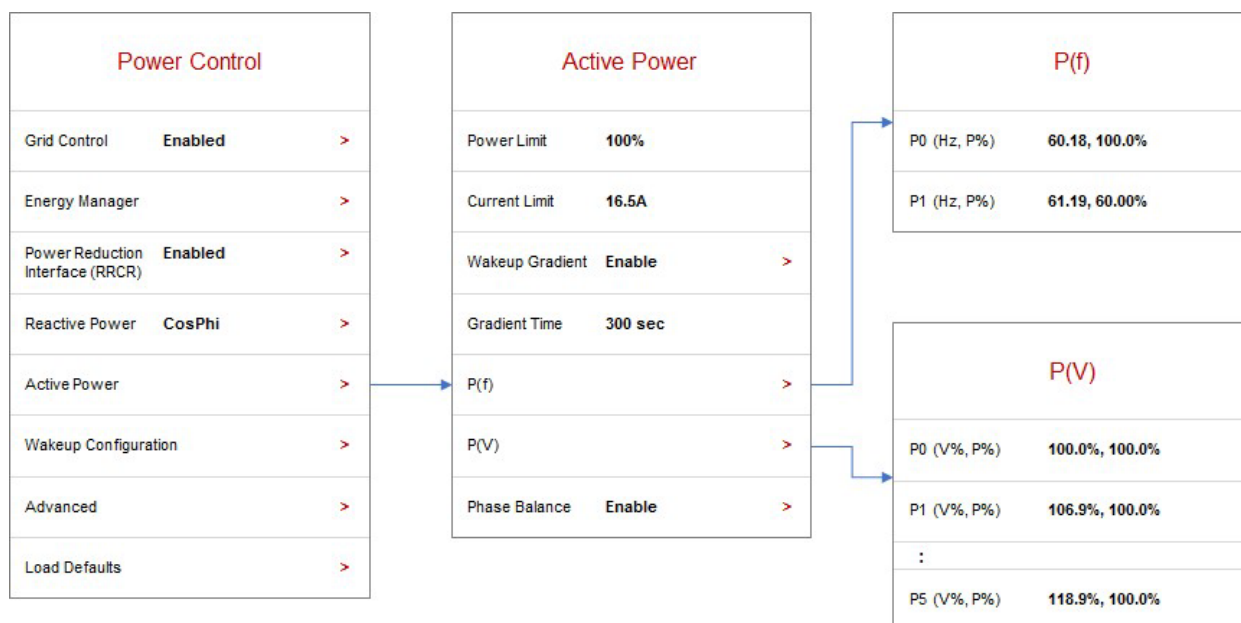 Power Control
Grid Control Enabled >
Energy Manager >
Power Reduction Enabled >
Interface (RRCR)
Reactive Power CosPhi >
Active Power >
Wakeup Configuration >
Advanced >
Load Defaults >
Active Power
Power Limit 100%
Current Limit 16.5A
Wakeup Gradient Enable >
Gradient Time 300 sec
P(f) >
P(V) >
Phase Balance Enable >
P(f)
P0 (Hz, P%) 60.18, 100.0%
P1 (Hz, P%) 61.19, 60.00%
P(V)
P0 (V%, P%) 100.0%, 100.0%
P1 (V%, P%) 106.9%, 100.0%
:
P5 (V%, P%) 118.9%, 100.0%